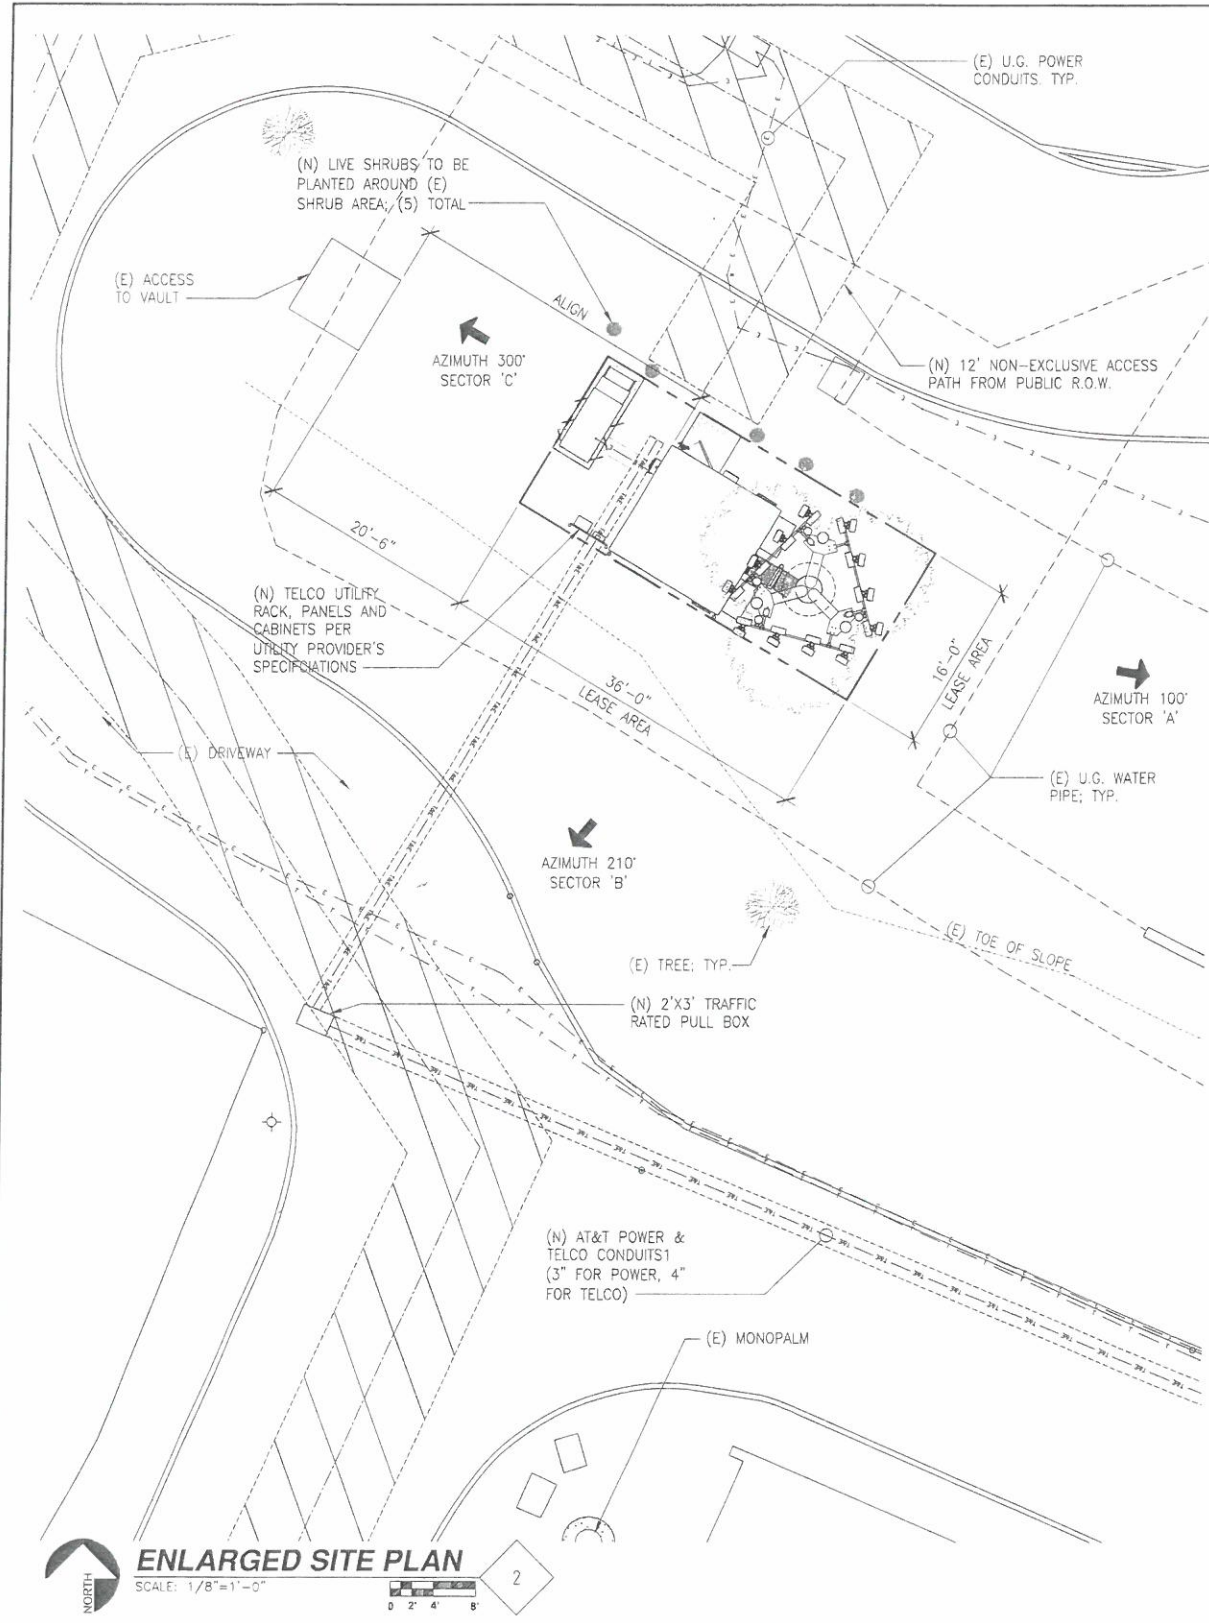 (E) U.G. POWER
CONDUITS. TYP.
(N) LIVE SHRUBS TO BE
PLANTED AROUND (E)
SHRUB AREA; (5) TOTAL
(E) ACCESS
TO VAULT
ALIGN
AZIMUTH 300°
SECTOR 'C'
(N) 12' NON-EXCLUSIVE ACCESS
PATH FROM PUBLIC R.O.W.
20'-6"
(N) TELCO UTILITY
RACK, PANELS AND
CABINETS PER
UTILITY PROVIDER'S
SPECIFCIATIONS
36'-0"
LEASE AREA
16'-0"
LEASE AREA
AZIMUTH 100°
SECTOR 'A'
(E) DRIVEWAY
(E) U.G. WATER
PIPE; TYP.
AZIMUTH 210°
SECTOR 'B'
(E) TOE OF SLOPE
(E) TREE; TYP.
(N) 2'X3' TRAFFIC
RATED PULL BOX
(N) AT&T POWER &
TELCO CONDUITS1
(3" FOR POWER, 4"
FOR TELCO)
(E) MONOPALM
NORTH
ENLARGED SITE PLAN
SCALE: 1/8"=1'-0"
0 2' 4' 8'
2